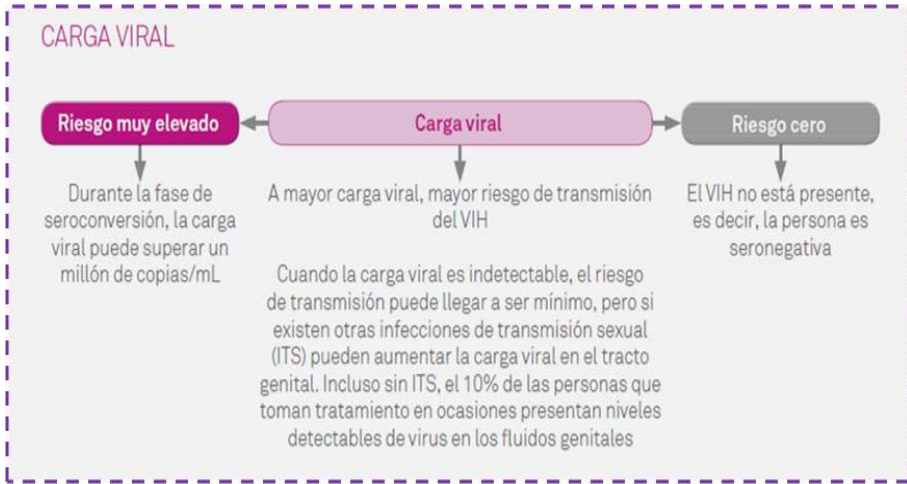 CARGA VIRAL
Riesgo muy elevado
Carga viral
Riesgo cero
Durante la fase de
seroconversión, la carga
viral puede superar un
millón de copias/mL
A mayor carga viral, mayor riesgo de transmisión
del VIH
Cuando la carga viral es indetectable, el riesgo
de transmisión puede llegar a ser mínimo, pero si
existen otras infecciones de transmisión sexual
(ITS) pueden aumentar la carga viral en el tracto
genital. Incluso sin ITS, el 10% de las personas que
toman tratamiento en ocasiones presentan niveles
detectables de virus en los fluidos genitales
El VIH no está presente,
es decir, la persona es
seronegativa